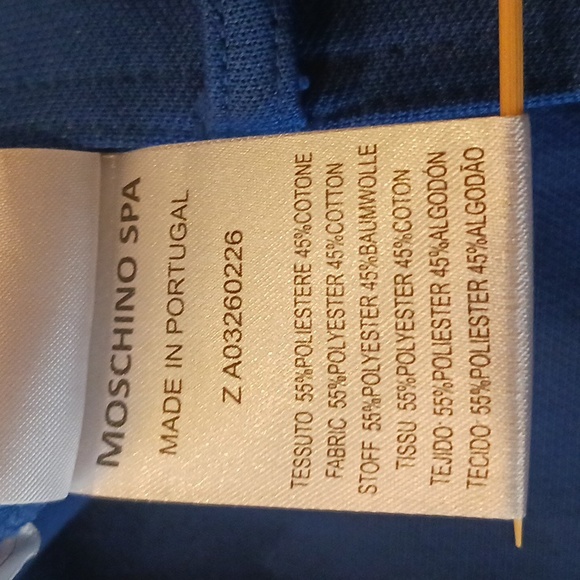 MOSCHINO SPA
MADE IN PORTUGAL
Z A03260226
TESSUTO 55%POLIESTERE 45%COTONE
FABRIC 55%POLYESTER 45%COTTON
STOFF 55%POLYESTER 45%BAUMWOLLE
TISSU 55%POLYESTER 45%COTON
TEJIDO 55%POLIESTER 45%ALGODÓN
TECIDO 55%POLIESTER 45%ALGODÃO